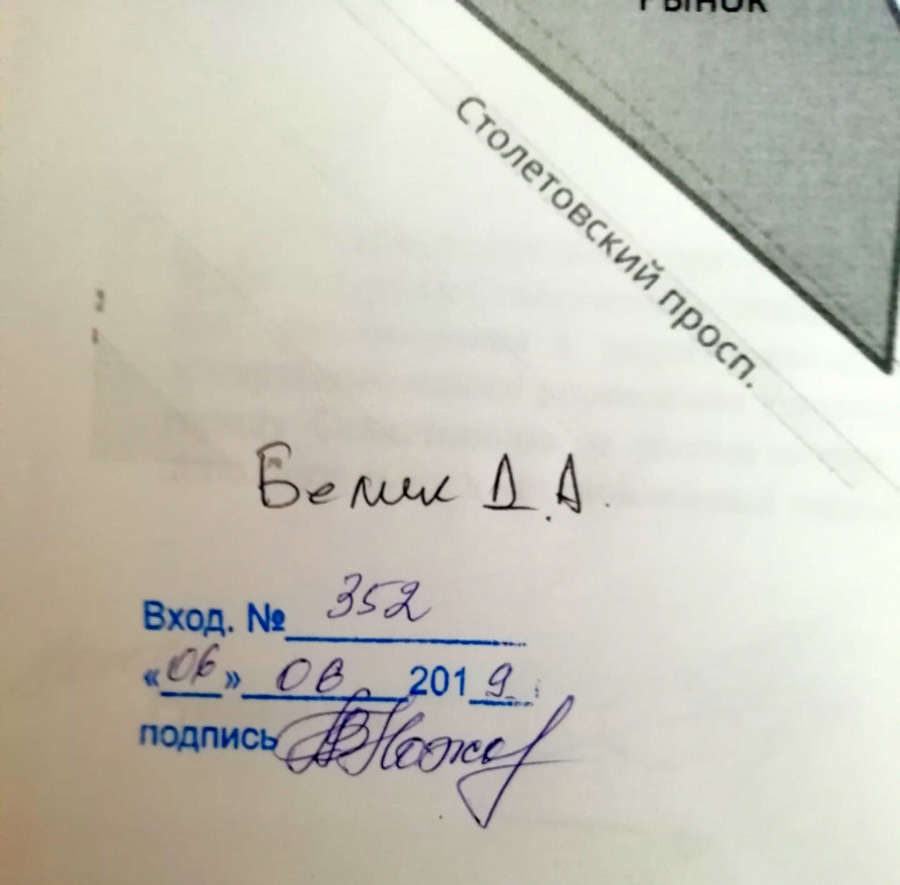 Рынок
Столетовский просп.
Белик Д.А.
Вход. № 352
«06» 08 2019
подпись